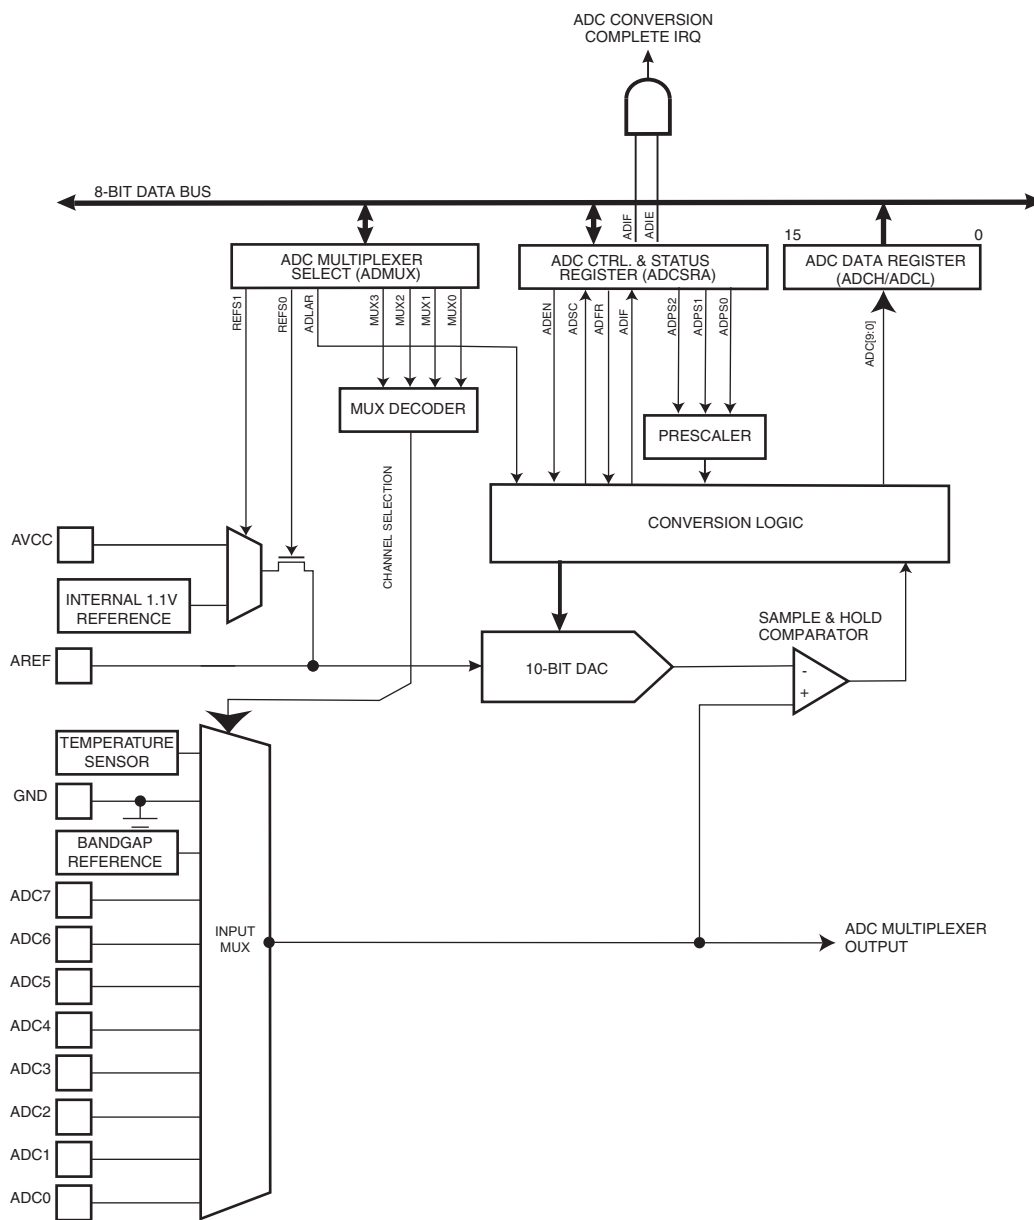 ADC CONVERSION
COMPLETE IRQ
8-BIT DATA BUS
ADIF
ADIE
15
0
ADC MULTIPLEXER
SELECT (ADMUX)
ADC CTRL. & STATUS
REGISTER (ADCSRA)
ADC DATA REGISTER
(ADCH/ADCL)
REFS1
REFS0
ADLAR
MUX3
MUX2
MUX1
MUX0
ADEN
ADSC
ADFR
ADIF
ADPS2
ADPS1
ADPS0
ADC[9:0]
MUX DECODER
PRESCALER
CHANNEL SELECTION
CONVERSION LOGIC
AVCC
INTERNAL 1.1V
REFERENCE
SAMPLE & HOLD
COMPARATOR
AREF
10-BIT DAC
-
+
TEMPERATURE
SENSOR
GND
BANDGAP
REFERENCE
ADC7
ADC6
ADC5
ADC4
ADC3
ADC2
ADC1
ADC0
INPUT
MUX
ADC MULTIPLEXER
OUTPUT